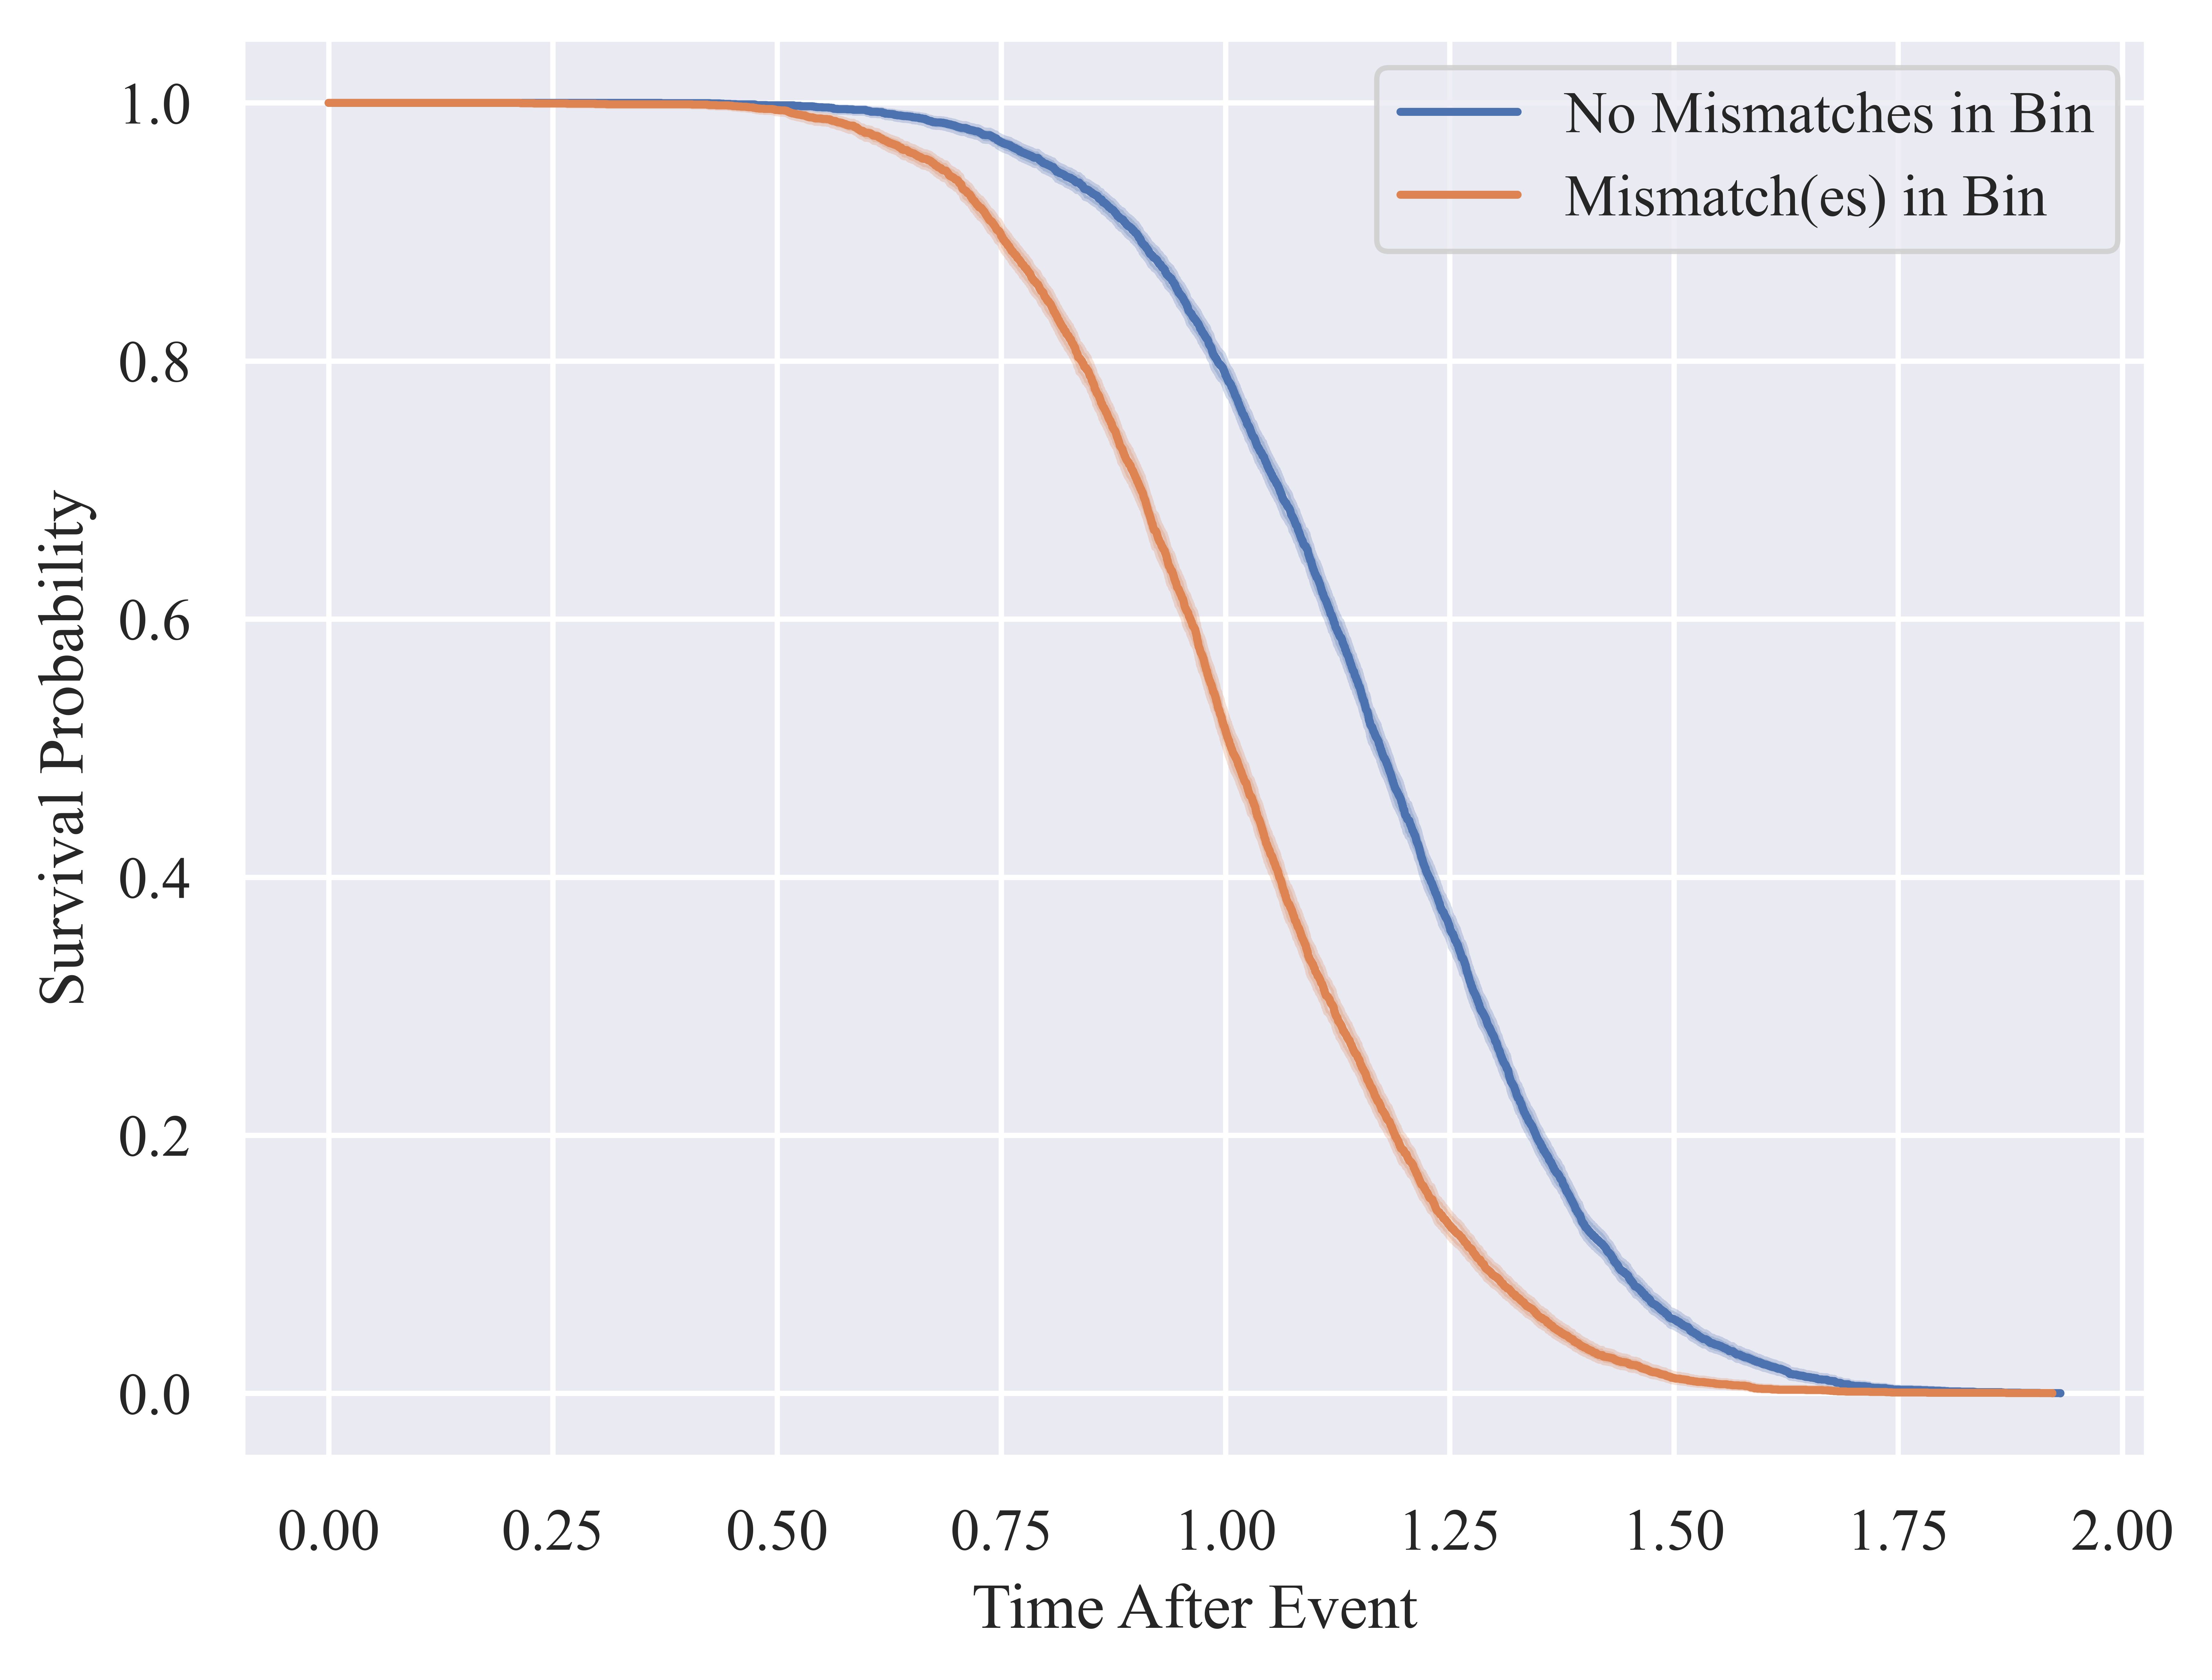 No Mismatches in Bin
Mismatch(es) in Bin
1.0
0.8
0.6
0.4
0.2
0.0
Survival Probability
0.00 0.25 0.50 0.75 1.00 1.25 1.50 1.75 2.00
Time After Event